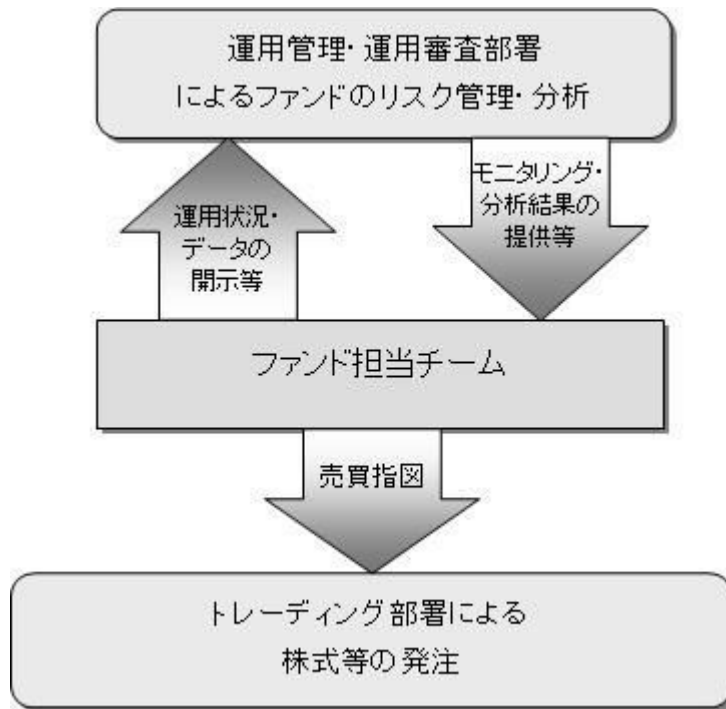 運用管理・運用審査部署
によるファンドのリスク管理・分析
運用状況・
データの
開示等
モニタリング・
分析結果の
提供等
ファンド担当チーム
売買指図
トレーディング部署による
株式等の発注